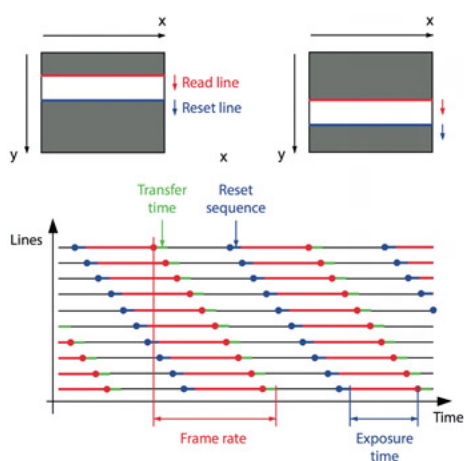 x
x
Read line
Reset line
y
y
x
Transfer
time
Reset
sequence
Lines
Time
Frame rate
Exposure
time